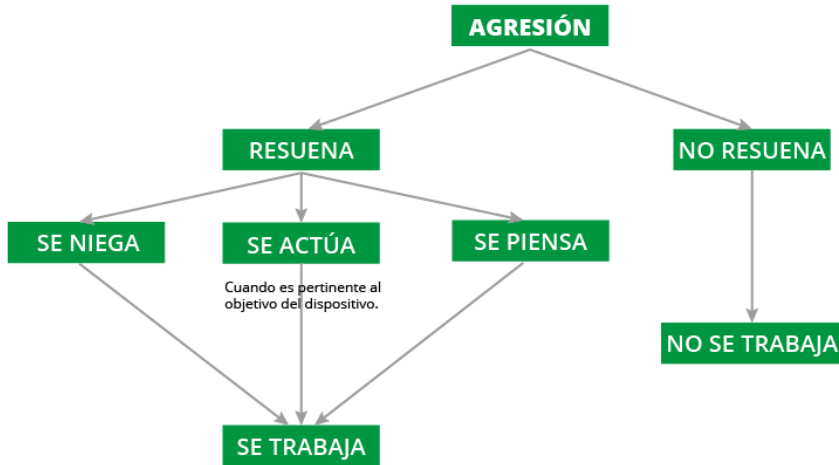 AGRESIÓN
RESUENA
NO RESUENA
SE NIEGA
SE ACTÚA
SE PIENSA
Cuando es pertinente al
objetivo del dispositivo.
NO SE TRABAJA
SE TRABAJA